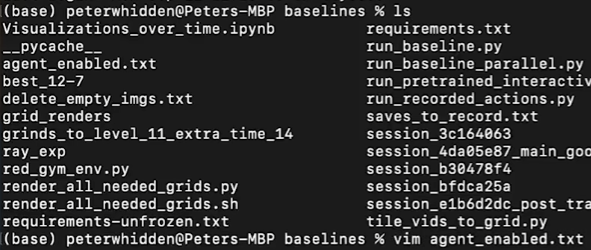 (base) peterwhidden@Peters-MBP baselines % ls
Visualizations_over_time.ipynb requirements.txt
__pycache__ run_baseline.py
agent_enabled.txt run_baseline_parallel.py
best_12-7 run_pretrained_interactiv
delete_empty_imgs.txt run_recorded_actions.py
grid_renders saves_to_record.txt
grinds_to_level_11_extra_time_14 session_3c164063
ray_exp session_4da05e87_main_goo
red_gym_env.py session_b30478f4
render_all_needed_grids.py session_bfdca25a
render_all_needed_grids.sh session_e1b6d2dc_post_tra
requirements-unfrozen.txt tile_vids_to_grid.py
(base) peterwhidden@Peters-MBP baselines % vim agent_enabled.txt